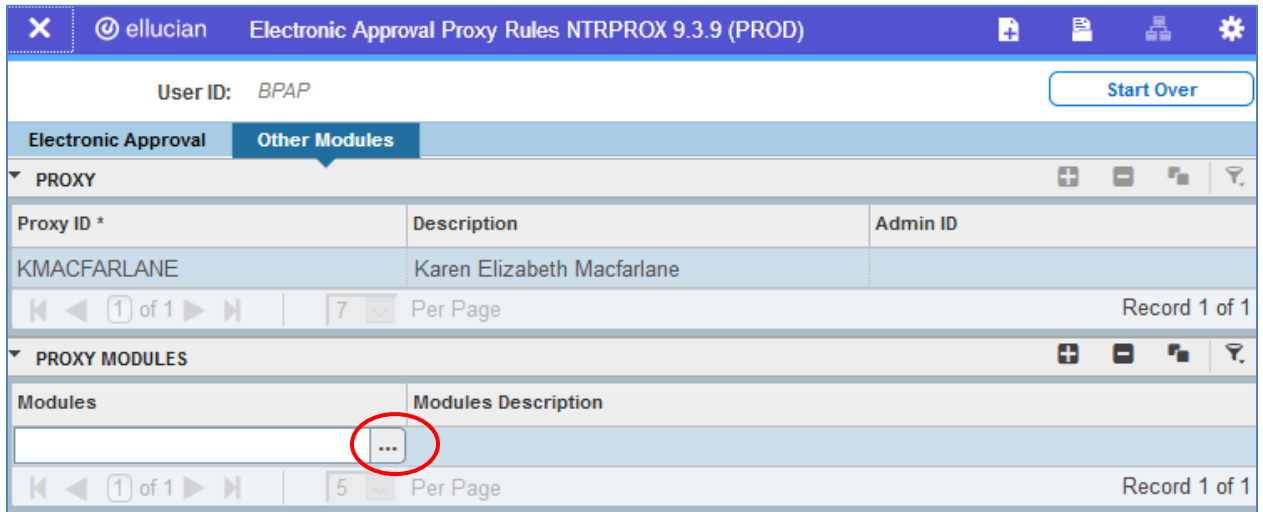 ellucian Electronic Approval Proxy Rules NTRPROX 9.3.9 (PROD)
User ID: BPAP Start Over
Electronic Approval Other Modules
PROXY
Proxy ID * Description Admin ID
KMACFARLANE Karen Elizabeth Macfarlane
1 of 1 7 Per Page Record 1 of 1
PROXY MODULES
Modules Modules Description
...
1 of 1 5 Per Page Record 1 of 1